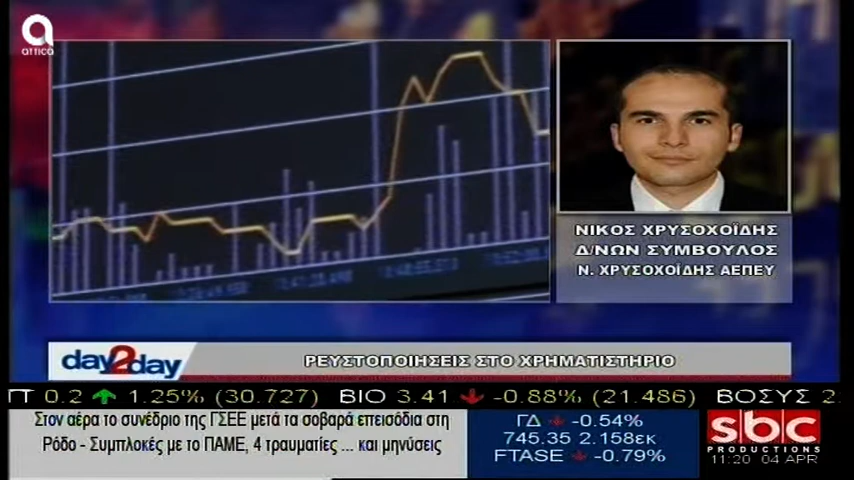 αττica
ΝΙΚΟΣ ΧΡΥΣΟΧΟΪΔΗΣ
Δ/ΝΩΝ ΣΥΜΒΟΥΛΟΣ
Ν. ΧΡΥΣΟΧΟΪΔΗΣ ΑΕΠΕΥ
day2day
ΡΕΥΣΤΟΠΟΙΗΣΕΙΣ ΣΤΟ ΧΡΗΜΑΤΙΣΤΗΡΙΟ
0.2 1.25% (30.727) ΒΙΟ 3.41 -0.88% (21.486) ΒΟΣΥΣ 2
Στον αέρα το συνέδριο της ΓΣΕΕ μετά τα σοβαρά επεισόδια στη
Ρόδο - Συμπλοκές με το ΠΑΜΕ, 4 τραυματίες ... και μηνύσεις
ΓΔ -0.54%
745.35 2.158εκ
FTASE -0.79%
sbc
PRODUCTIONS
11:20 04 APR